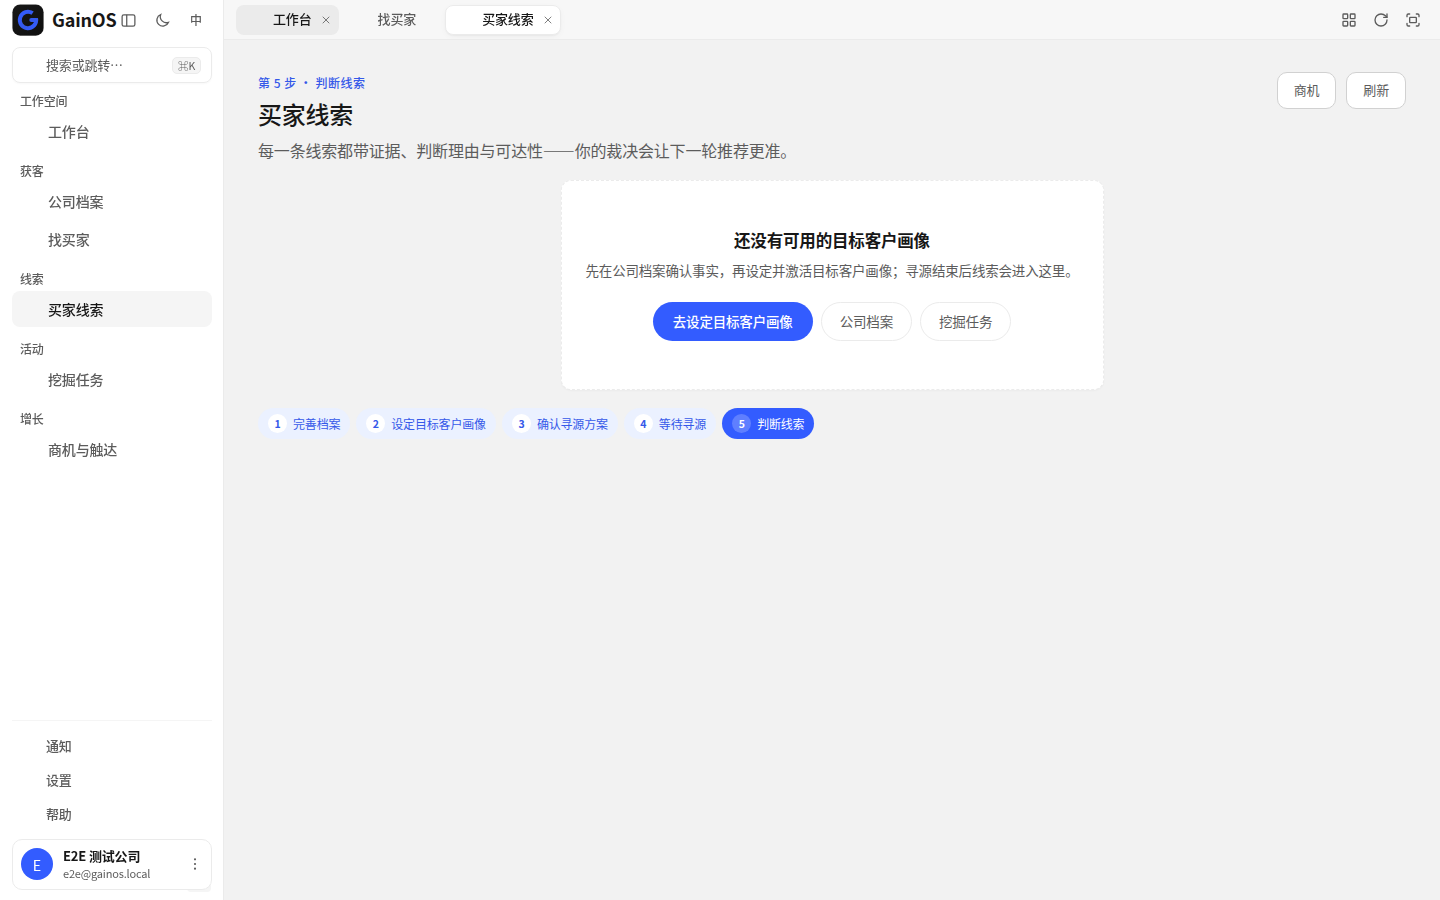 GainOS
中
搜索或跳转…
⌘K
工作空间
工作台
获客
公司档案
找买家
线索
买家线索
活动
挖掘任务
增长
商机与触达
通知
设置
帮助
E
E2E 测试公司
e2e@gainos.local
工作台
找买家
买家线索
第 5 步 · 判断线索
买家线索
每一条线索都带证据、判断理由与可达性——你的裁决会让下一轮推荐更准。
商机
刷新
还没有可用的目标客户画像
先在公司档案确认事实，再设定并激活目标客户画像；寻源结束后线索会进入这里。
去设定目标客户画像
公司档案
挖掘任务
1 完善档案
2 设定目标客户画像
3 确认寻源方案
4 等待寻源
5 判断线索